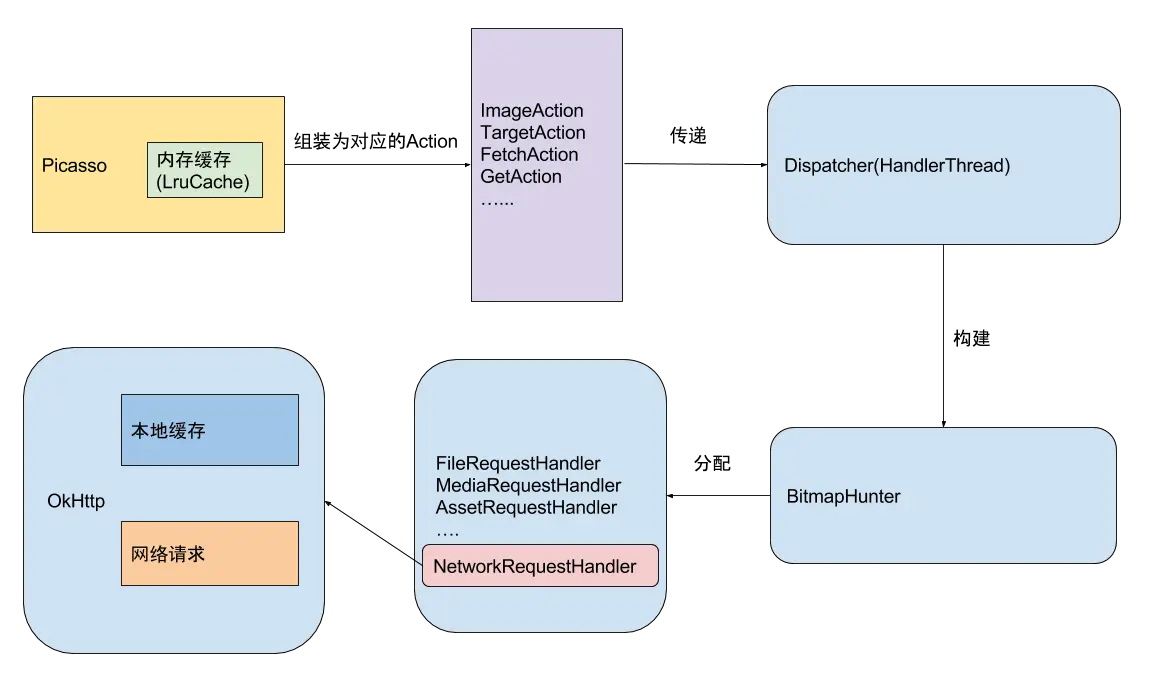 Picasso
内存缓存
(LruCache)
组装为对应的Action
ImageAction
TargetAction
FetchAction
GetAction
…...
传递
Dispatcher(HandlerThread)
构建
BitmapHunter
分配
FileRequestHandler
MediaRequestHandler
AssetRequestHandler
….
NetworkRequestHandler
OkHttp
本地缓存
网络请求